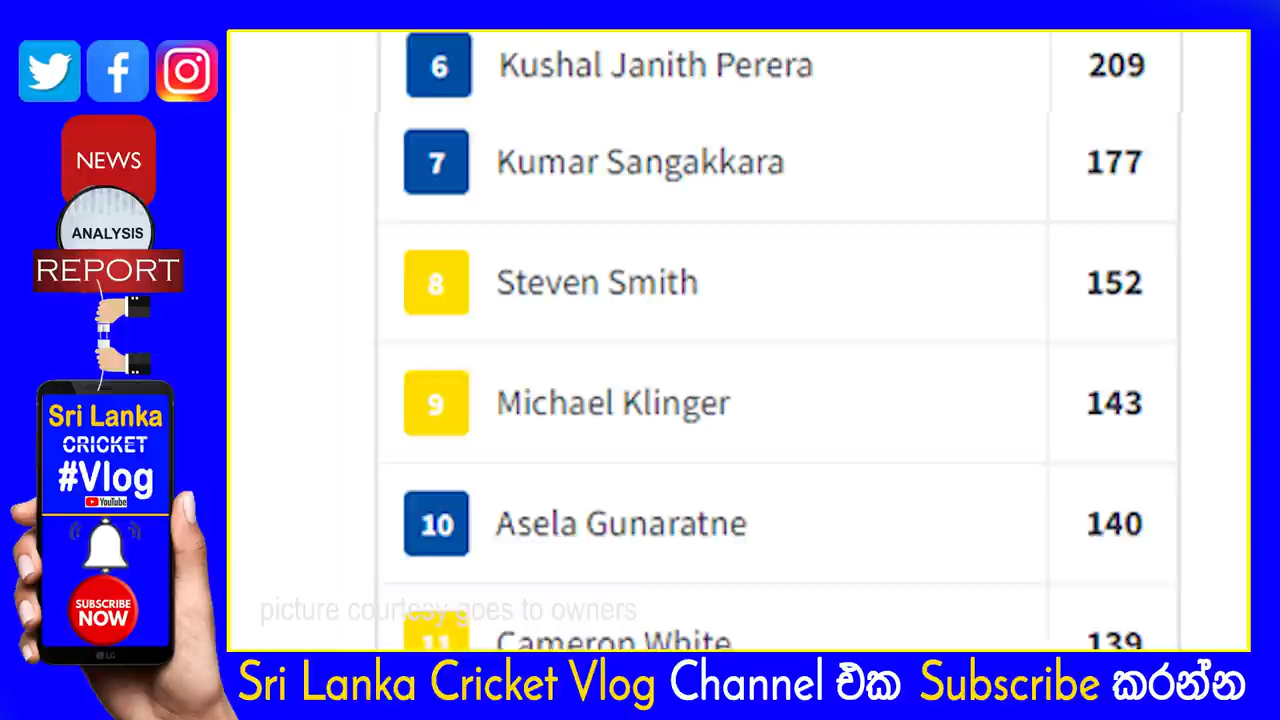 6 Kushal Janith Perera 209
7 Kumar Sangakkara 177
8 Steven Smith 152
9 Michael Klinger 143
10 Asela Gunaratne 140
11 Cameron White 139
picture courtesy goes to owners
NEWS
ANALYSIS
REPORT
Sri Lanka
CRICKET
#Vlog
YouTube
SUBSCRIBE
NOW
LG
Sri Lanka Cricket Vlog Channel එක Subscribe කරන්න